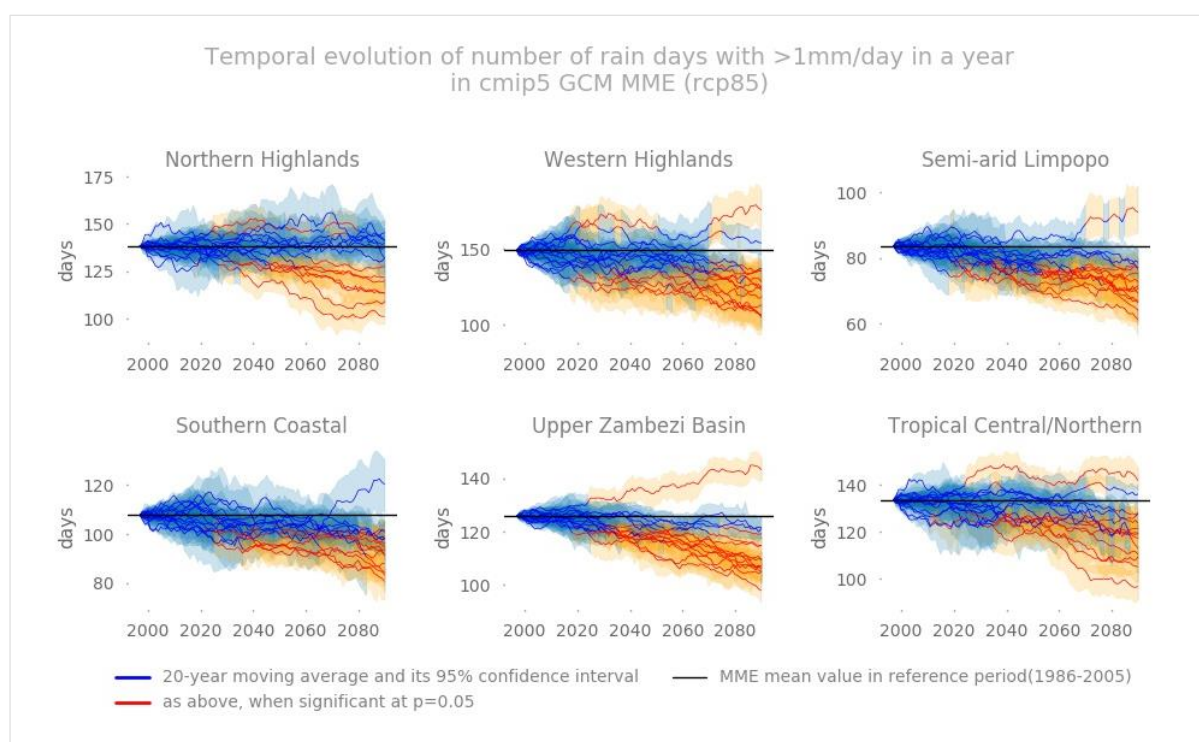 Temporal evolution of number of rain days with >1mm/day in a year
in cmip5 GCM MME (rcp85)
Northern Highlands
175
150
125
100
days
2000 2020 2040 2060 2080
Western Highlands
150
100
days
2000 2020 2040 2060 2080
Semi-arid Limpopo
100
80
60
days
2000 2020 2040 2060 2080
Southern Coastal
120
100
80
days
2000 2020 2040 2060 2080
Upper Zambezi Basin
140
120
100
days
2000 2020 2040 2060 2080
Tropical Central/Northern
140
120
100
days
2000 2020 2040 2060 2080
20-year moving average and its 95% confidence interval
as above, when significant at p=0.05
MME mean value in reference period(1986-2005)